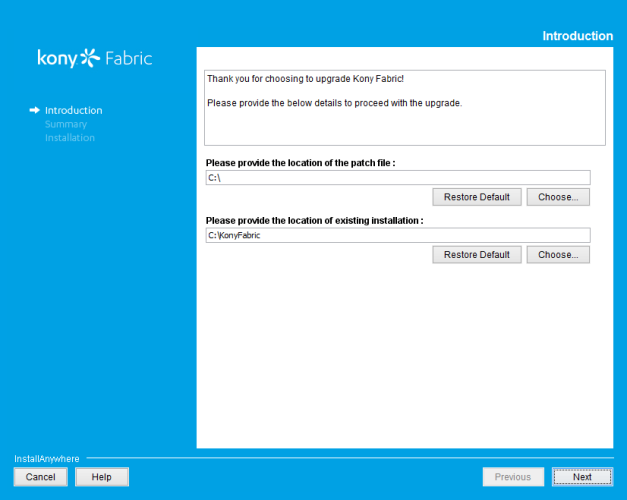 Introduction
kony Fabric
Introduction
Summary
Installation
Thank you for choosing to upgrade Kony Fabric!
Please provide the below details to proceed with the upgrade.
Please provide the location of the patch file :
C:\
Restore Default
Choose...
Please provide the location of existing installation :
C:\KonyFabric
Restore Default
Choose...
InstallAnywhere
Cancel
Help
Previous
Next